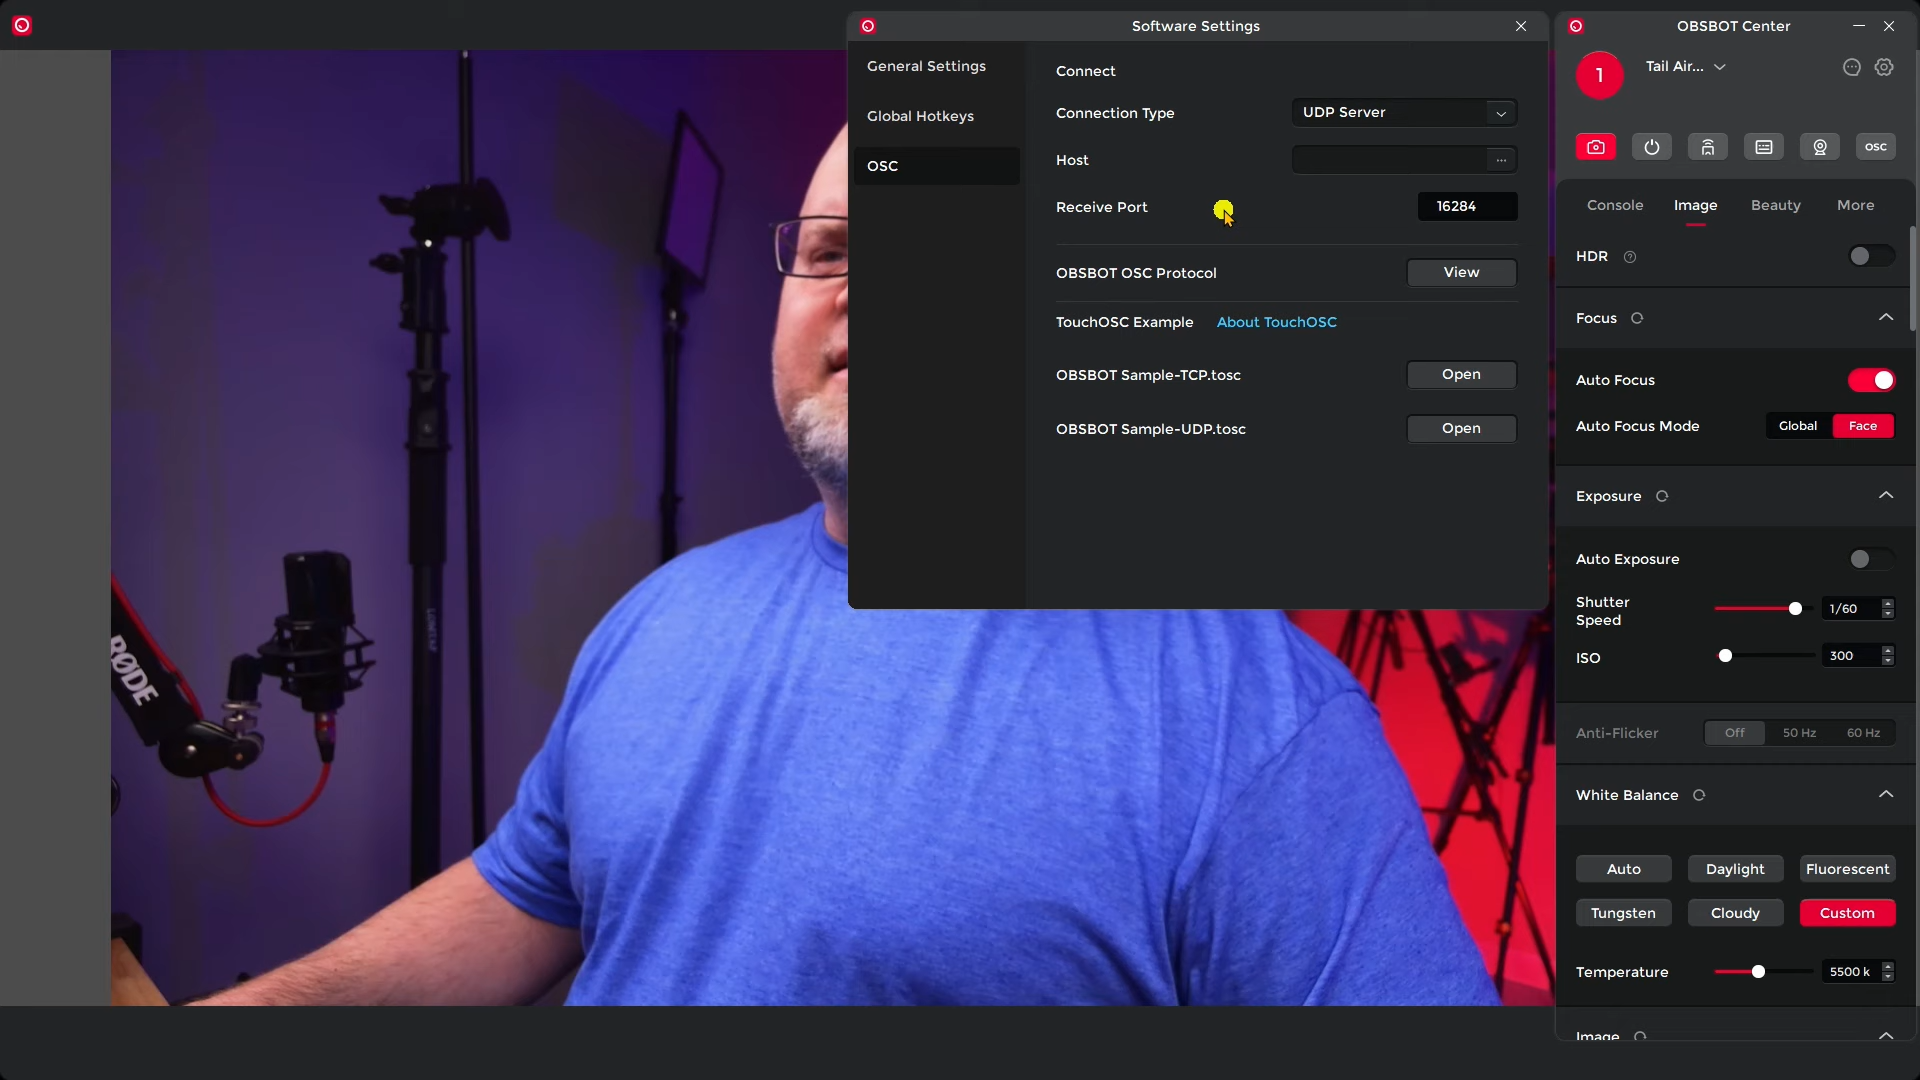 Software Settings
General Settings
Global Hotkeys
OSC
Connect
Connection Type
UDP Server
Host
...
Receive Port
16284
OBSBOT OSC Protocol
View
TouchOSC Example
About TouchOSC
OBSBOT Sample-TCP.tosc
Open
OBSBOT Sample-UDP.tosc
Open
OBSBOT Center
1
Tail Air...
OSC
Console
Image
Beauty
More
HDR
Focus
Auto Focus
Auto Focus Mode
Global
Face
Exposure
Auto Exposure
Shutter
Speed
1/60
ISO
300
Anti-Flicker
Off
50 Hz
60 Hz
White Balance
Auto
Daylight
Fluorescent
Tungsten
Cloudy
Custom
Temperature
5500 k
Image
RØDE